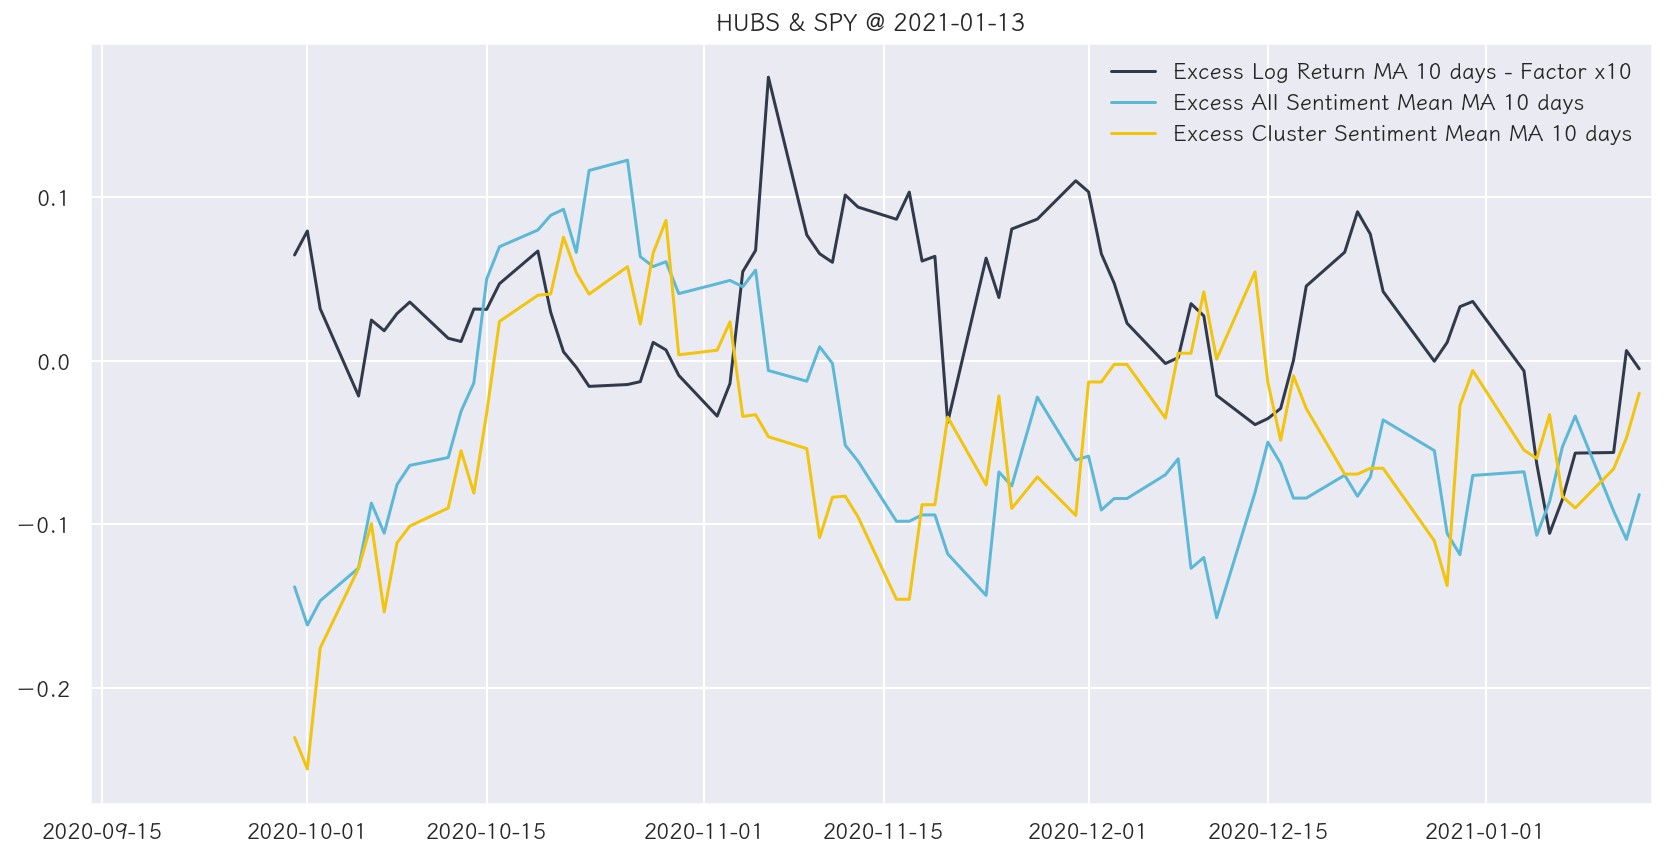 HUBS & SPY @ 2021-01-13
Excess Log Return MA 10 days - Factor x10
Excess All Sentiment Mean MA 10 days
Excess Cluster Sentiment Mean MA 10 days
0.1
0.0
−0.1
−0.2
2020-09-15 2020-10-01 2020-10-15 2020-11-01 2020-11-15 2020-12-01 2020-12-15 2021-01-01